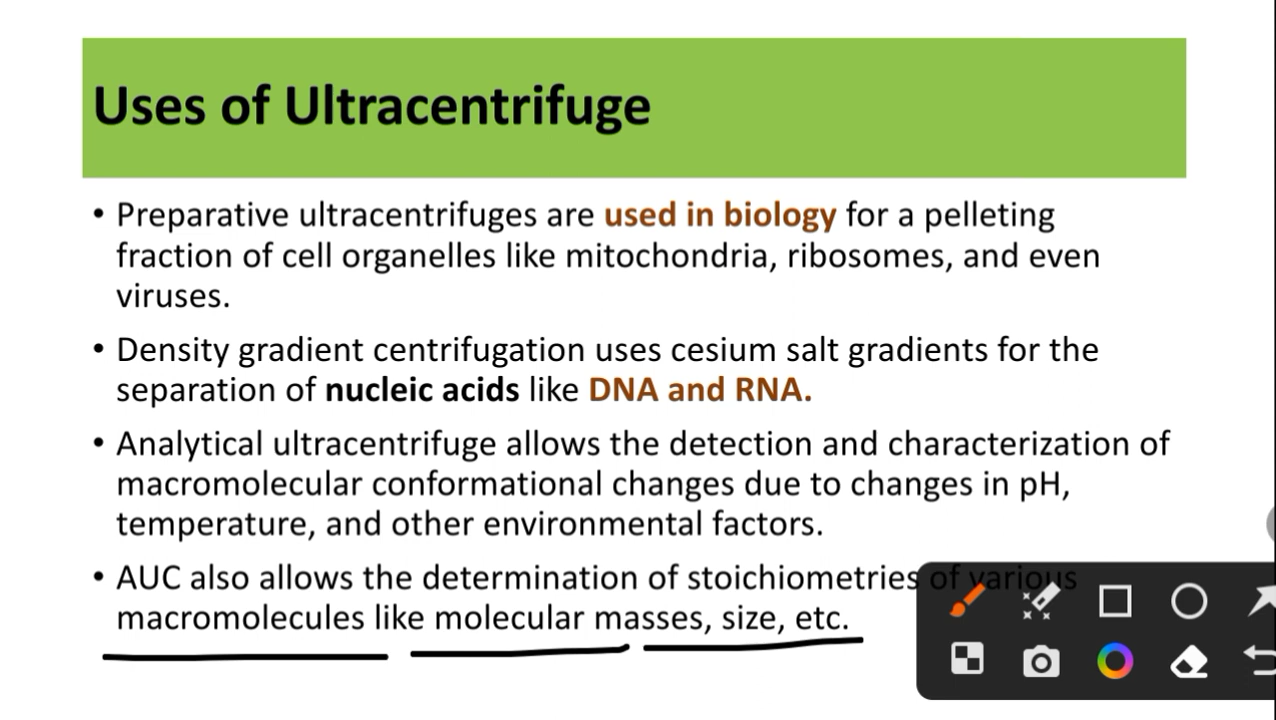 Uses of Ultracentrifuge
• Preparative ultracentrifuges are used in biology for a pelleting
fraction of cell organelles like mitochondria, ribosomes, and even
viruses.
• Density gradient centrifugation uses cesium salt gradients for the
separation of nucleic acids like DNA and RNA.
• Analytical ultracentrifuge allows the detection and characterization of
macromolecular conformational changes due to changes in pH,
temperature, and other environmental factors.
• AUC also allows the determination of stoichiometries of various
macromolecules like molecular masses, size, etc.